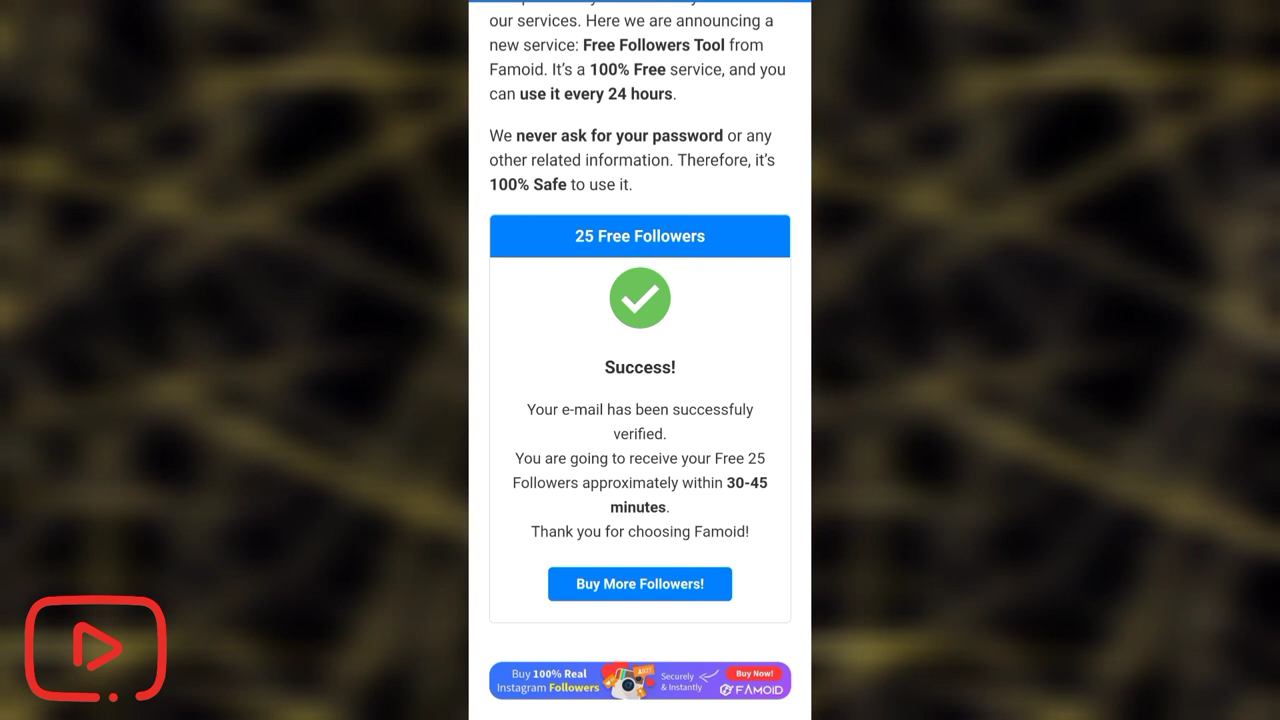 our services. Here we are announcing a
new service: Free Followers Tool from
Famoid. It’s a 100% Free service, and you
can use it every 24 hours.
We never ask for your password or any
other related information. Therefore, it’s
100% Safe to use it.
25 Free Followers
Success!
Your e-mail has been successfuly
verified.
You are going to receive your Free 25
Followers approximately within 30-45
minutes.
Thank you for choosing Famoid!
Buy More Followers!
Buy 100% Real
Instagram Followers
Securely
& Instantly
Buy Now!
FAMOID